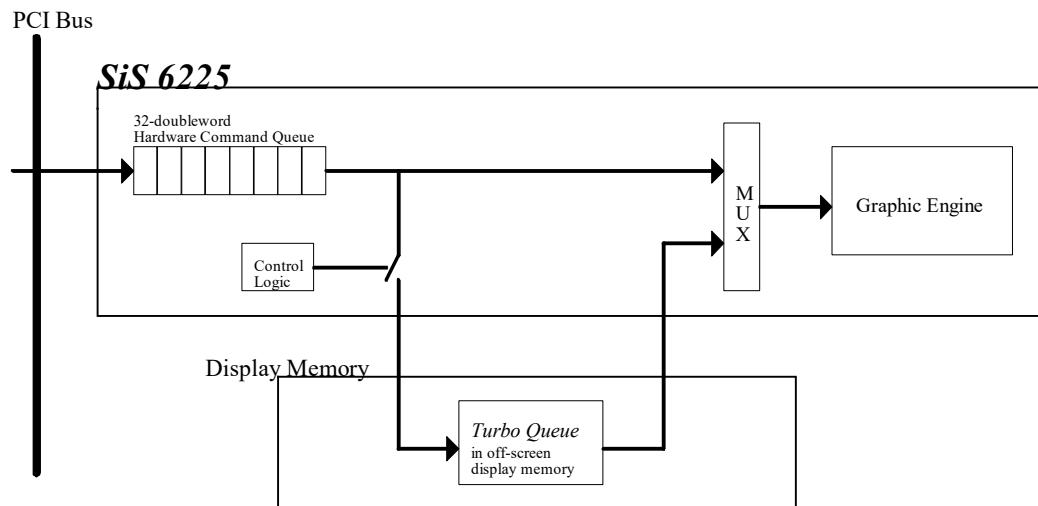 PCI Bus
SiS 6225
32-doubleword
Hardware Command Queue
M
U
X
Graphic Engine
Control
Logic
Display Memory
Turbo Queue
in off-screen
display memory